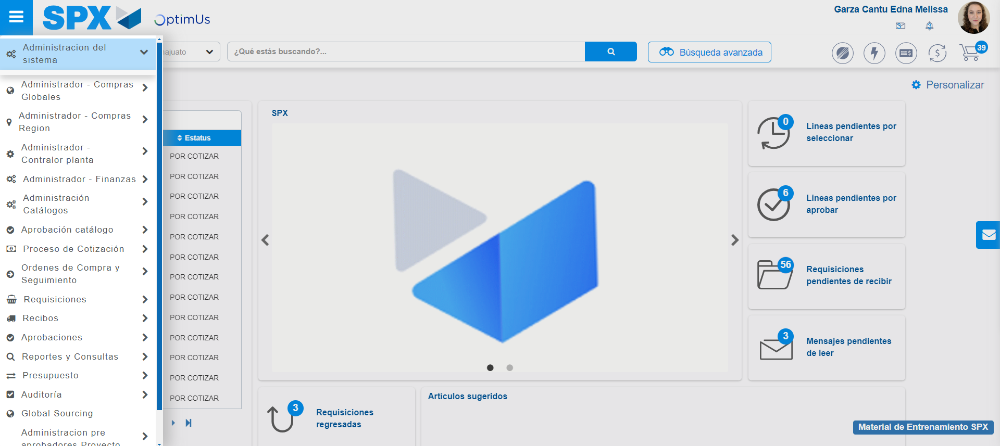 SPX
OptimUs
Garza Cantu Edna Melissa
najuato
¿Qué estás buscando?...
Búsqueda avanzada
39
Personalizar
Administracion del
sistema
Administrador - Compras
Globales
Administrador - Compras
Region
Administrador -
Contralor planta
Administrador - Finanzas
Administración
Catálogos
Aprobación catálogo
Proceso de Cotización
Ordenes de Compra y
Seguimiento
Requisiciones
Recibos
Aprobaciones
Reportes y Consultas
Presupuesto
Auditoría
Global Sourcing
Administracion pre
aprobadores Proyecto
Estatus
POR COTIZAR
POR COTIZAR
POR COTIZAR
POR COTIZAR
POR COTIZAR
POR COTIZAR
POR COTIZAR
POR COTIZAR
POR COTIZAR
POR COTIZAR
POR COTIZAR
POR COTIZAR
POR COTIZAR
SPX
0
Lineas pendientes por
seleccionar
6
Lineas pendientes por
aprobar
56
Requisiciones
pendientes de recibir
3
Mensajes pendientes
de leer
3
Requisiciones
regresadas
Artículos sugeridos
Material de Entrenamiento SPX